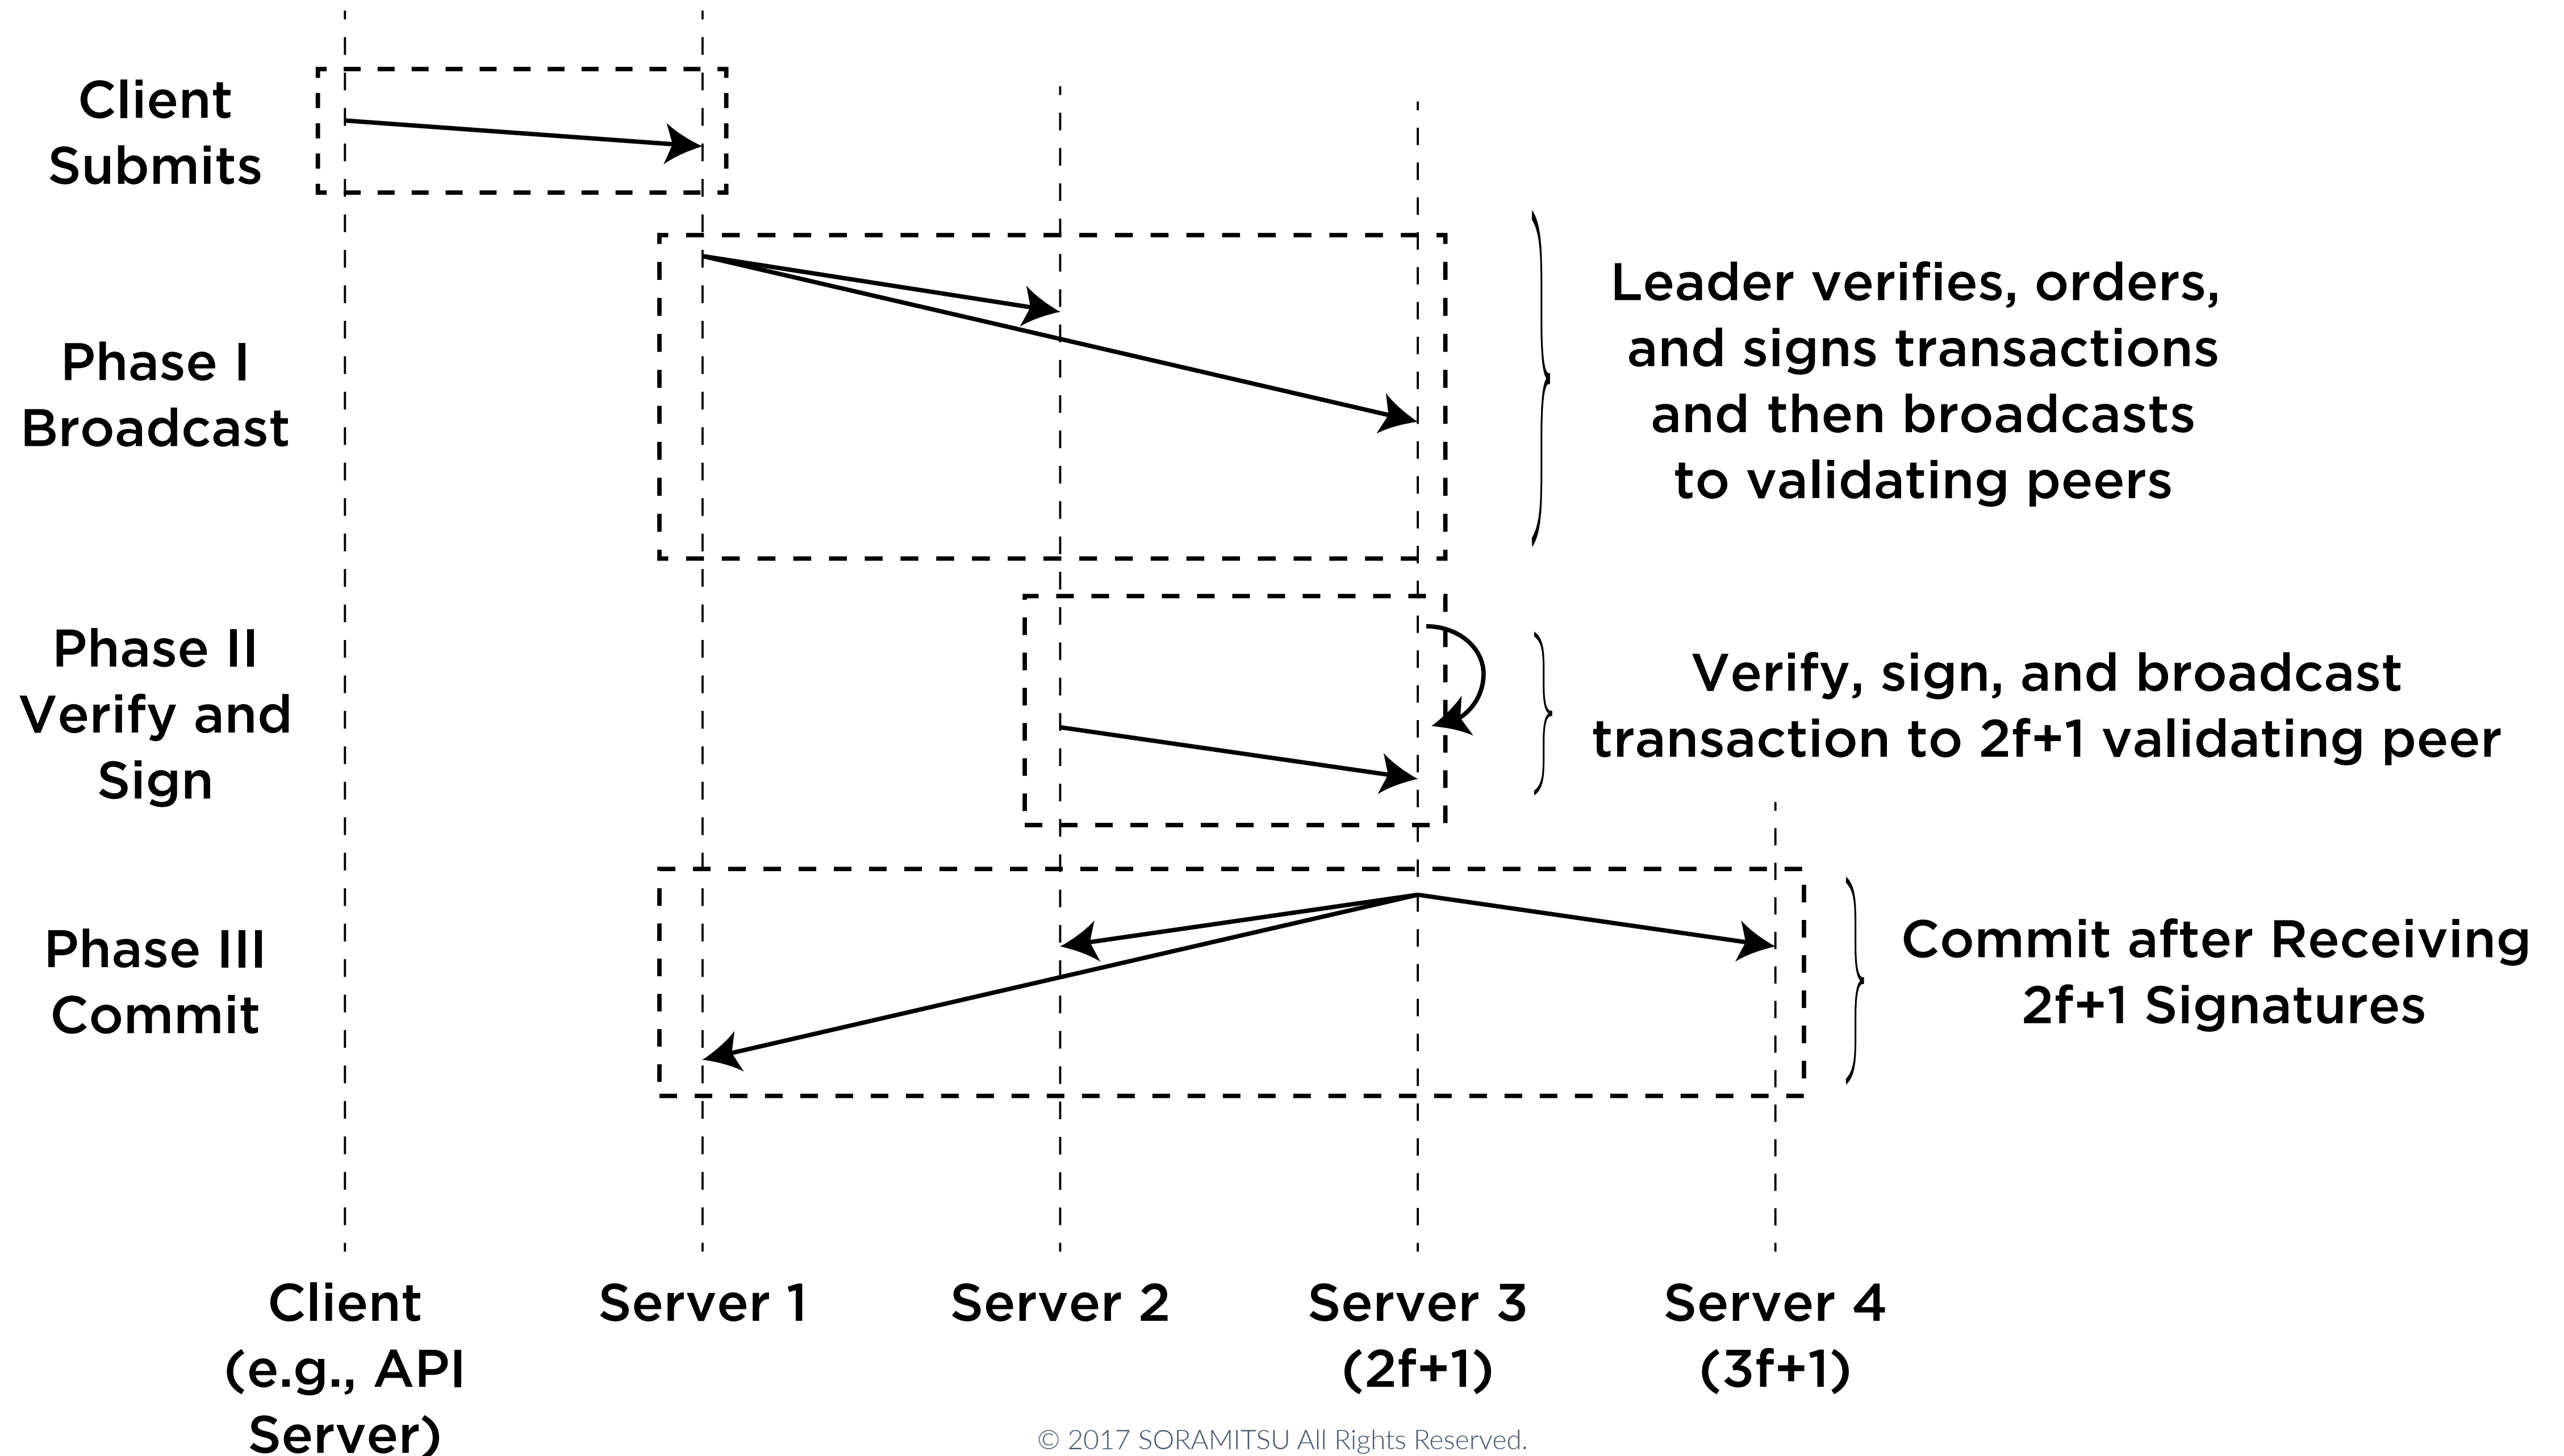 Client
Submits
Phase I
Broadcast
Leader verifies, orders,
and signs transactions
and then broadcasts
to validating peers
Phase II
Verify and
Sign
Verify, sign, and broadcast
transaction to 2f+1 validating peer
Phase III
Commit
Commit after Receiving
2f+1 Signatures
Client
(e.g., API
Server)
Server 1
Server 2
Server 3
(2f+1)
Server 4
(3f+1)
© 2017 SORAMITSU All Rights Reserved.